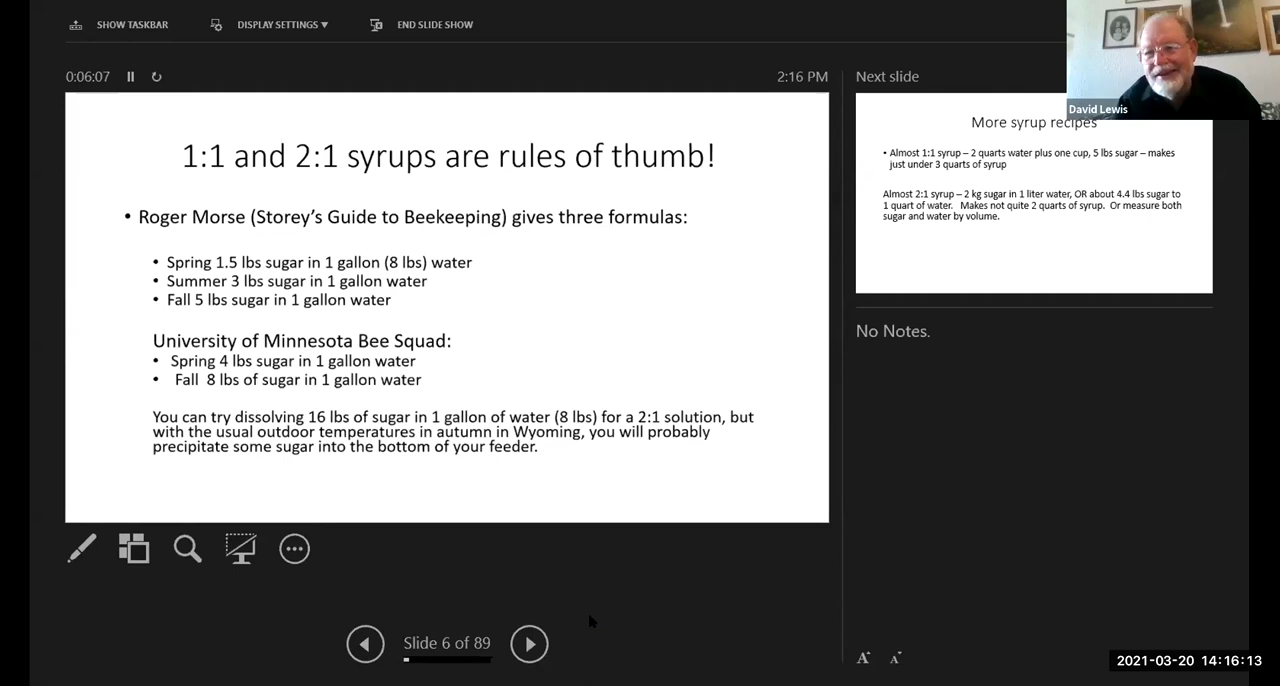 SHOW TASKBAR
DISPLAY SETTINGS ▼
END SLIDE SHOW
0:06:07
2:16 PM
1:1 and 2:1 syrups are rules of thumb!
• Roger Morse (Storey's Guide to Beekeeping) gives three formulas:
• Spring 1.5 lbs sugar in 1 gallon (8 lbs) water
• Summer 3 lbs sugar in 1 gallon water
• Fall 5 lbs sugar in 1 gallon water
University of Minnesota Bee Squad:
• Spring 4 lbs sugar in 1 gallon water
• Fall 8 lbs of sugar in 1 gallon water
You can try dissolving 16 lbs of sugar in 1 gallon of water (8 lbs) for a 2:1 solution, but
with the usual outdoor temperatures in autumn in Wyoming, you will probably
precipitate some sugar into the bottom of your feeder.
Slide 6 of 89
Next slide
David Lewis
More syrup recipes
• Almost 1:1 syrup – 2 quarts water plus one cup, 5 lbs sugar – makes
just under 3 quarts of syrup
Almost 2:1 syrup – 2 kg sugar in 1 liter water, OR about 4.4 lbs sugar to
1 quart of water. Makes not quite 2 quarts of syrup. Or measure both
sugar and water by volume.
No Notes.
A A
2021-03-20 14:16:13